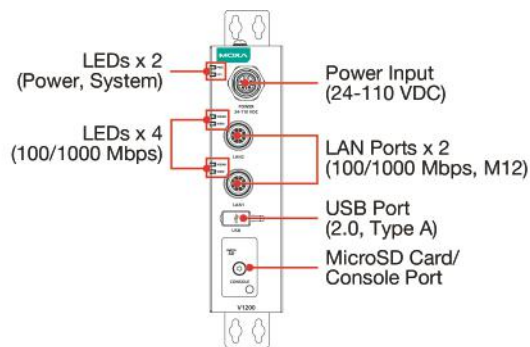 LEDs x 2
(Power, System)
LEDs x 4
(100/1000 Mbps)
MOXA
POWER
24-110 VDC
LAN2
LAN1
USB
CONSOLE
V1200
Power Input
(24-110 VDC)
LAN Ports x 2
(100/1000 Mbps, M12)
USB Port
(2.0, Type A)
MicroSD Card/
Console Port